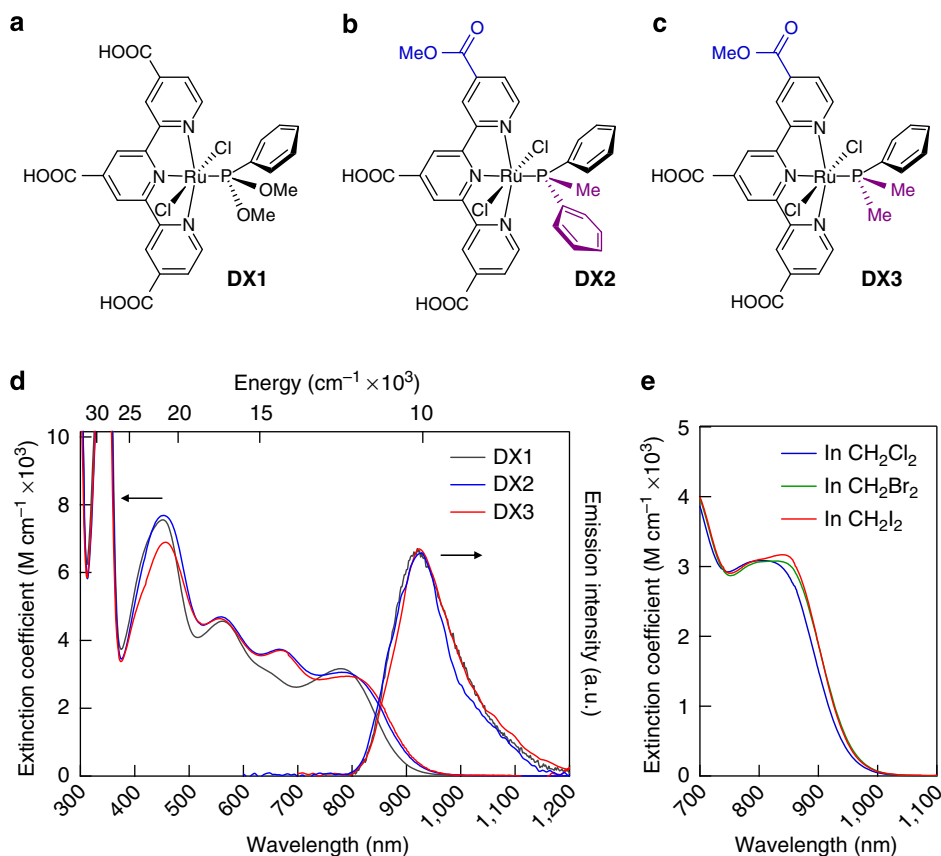 a
HOOC
N
Cl
HOOC
N
Ru
P
OMe
Cl
OMe
N
HOOC
DX1
b
O
MeO
N
Cl
HOOC
N
Ru
P
Me
Cl
N
HOOC
DX2
c
O
MeO
N
Cl
HOOC
N
Ru
P
Me
Cl
Me
N
HOOC
DX3
d
Energy (cm⁻¹ ×10³)
30 25 20 15 10
Extinction coefficient (M cm⁻¹ ×10³)
10
8
6
4
2
0
DX1
DX2
DX3
Emission intensity (a.u.)
300 400 500 600 700 800 900 1,000 1,100 1,200
Wavelength (nm)
e
Extinction coefficient (M cm⁻¹ ×10³)
5
4
3
2
1
0
In CH₂Cl₂
In CH₂Br₂
In CH₂I₂
700 800 900 1,000 1,100
Wavelength (nm)